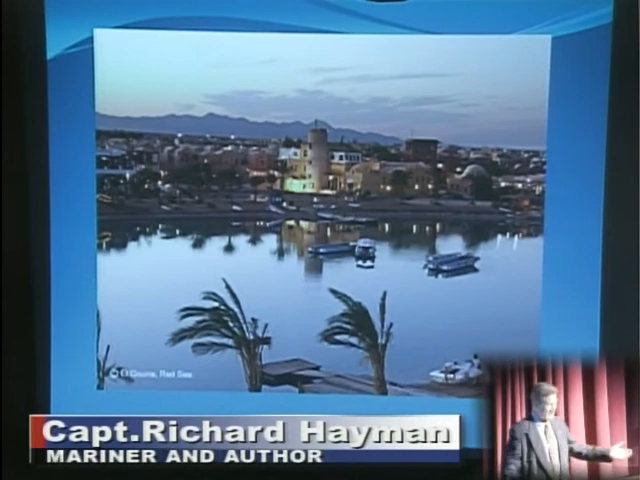 © El Gouna, Red Sea
Capt.Richard Hayman
MARINER AND AUTHOR